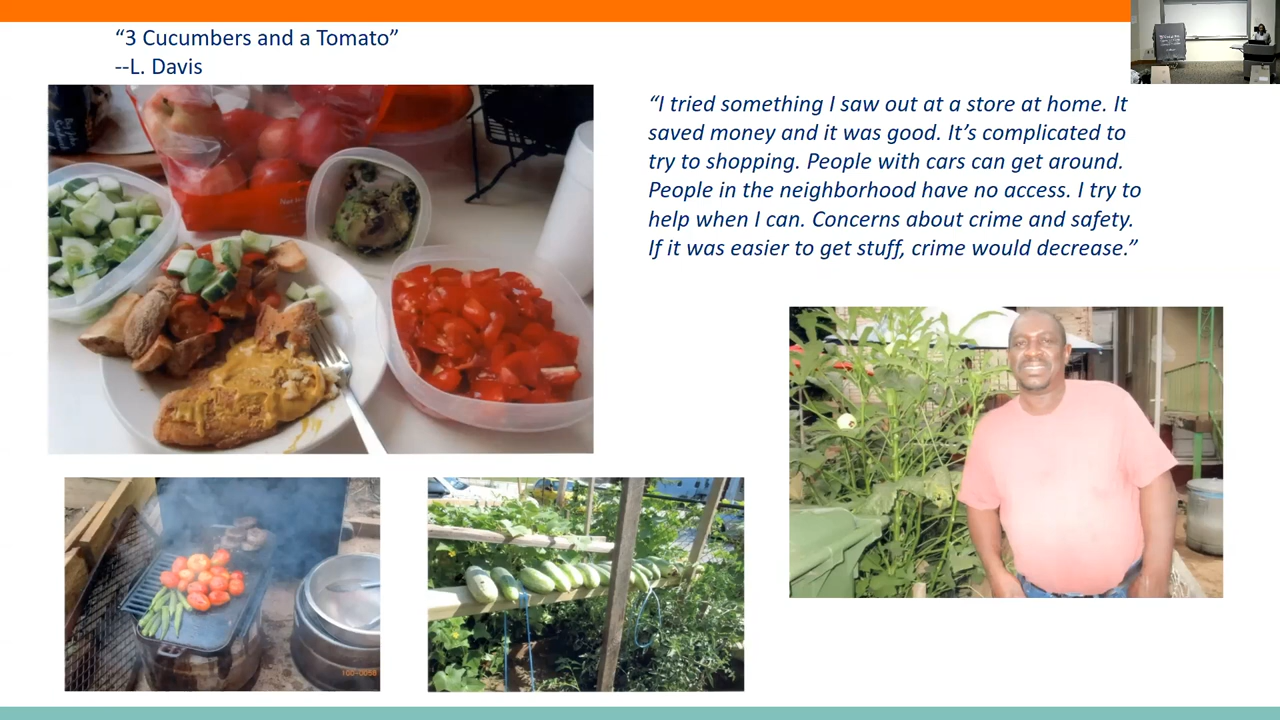 “3 Cucumbers and a Tomato”
--L. Davis
“I tried something I saw out at a store at home. It
saved money and it was good. It’s complicated to
try to shopping. People with cars can get around.
People in the neighborhood have no access. I try to
help when I can. Concerns about crime and safety.
If it was easier to get stuff, crime would decrease.”
100-0058